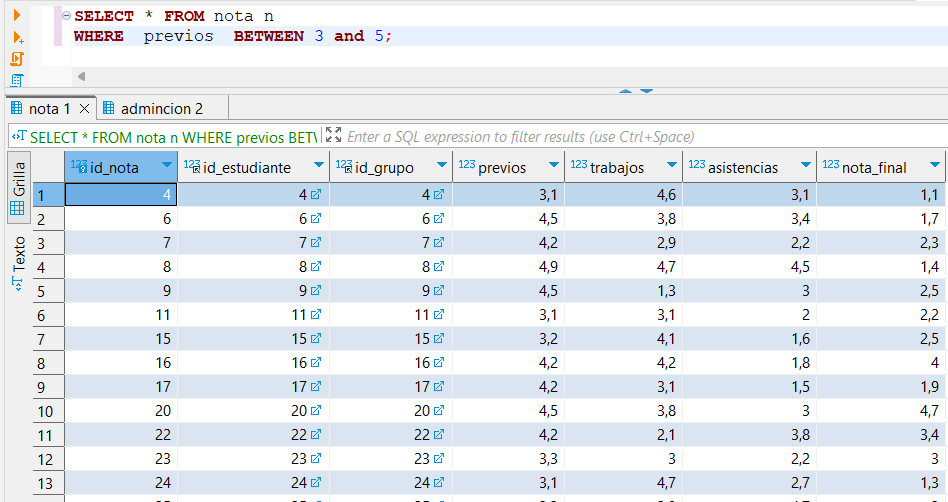 SELECT * FROM nota n
WHERE previos BETWEEN 3 and 5;
nota 1 admincion 2
SELECT * FROM nota n WHERE previos BET Enter a SQL expression to filter results (use Ctrl+Space)
Grilla
Texto
123 id_nota 123 id_estudiante 123 id_grupo 123 previos 123 trabajos 123 asistencias 123 nota_final
1 4 4 4 3,1 4,6 3,1 1,1
2 6 6 6 4,5 3,8 3,4 1,7
3 7 7 7 4,2 2,9 2,2 2,3
4 8 8 8 4,9 4,7 4,5 1,4
5 9 9 9 4,5 1,3 3 2,5
6 11 11 11 3,1 3,1 2 2,2
7 15 15 15 3,2 4,1 1,6 2,5
8 16 16 16 4,2 4,2 1,8 4
9 17 17 17 4,2 3,1 1,5 1,9
10 20 20 20 4,5 3,8 3 4,7
11 22 22 22 4,2 2,1 3,8 3,4
12 23 23 23 3,3 3 2,2 3
13 24 24 24 3,1 4,7 2,7 1,3